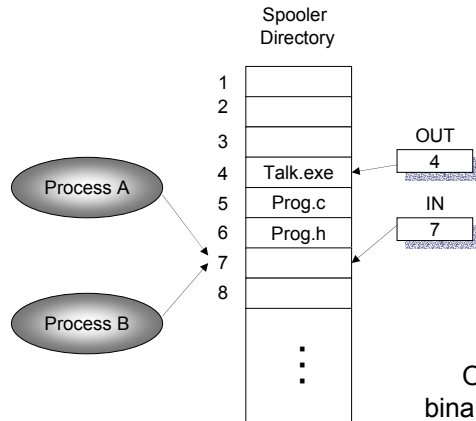 Spooler
Directory
1
2
3
4 Talk.exe
5 Prog.c
6 Prog.h
7
8
OUT
4
IN
7
Process A
Process B